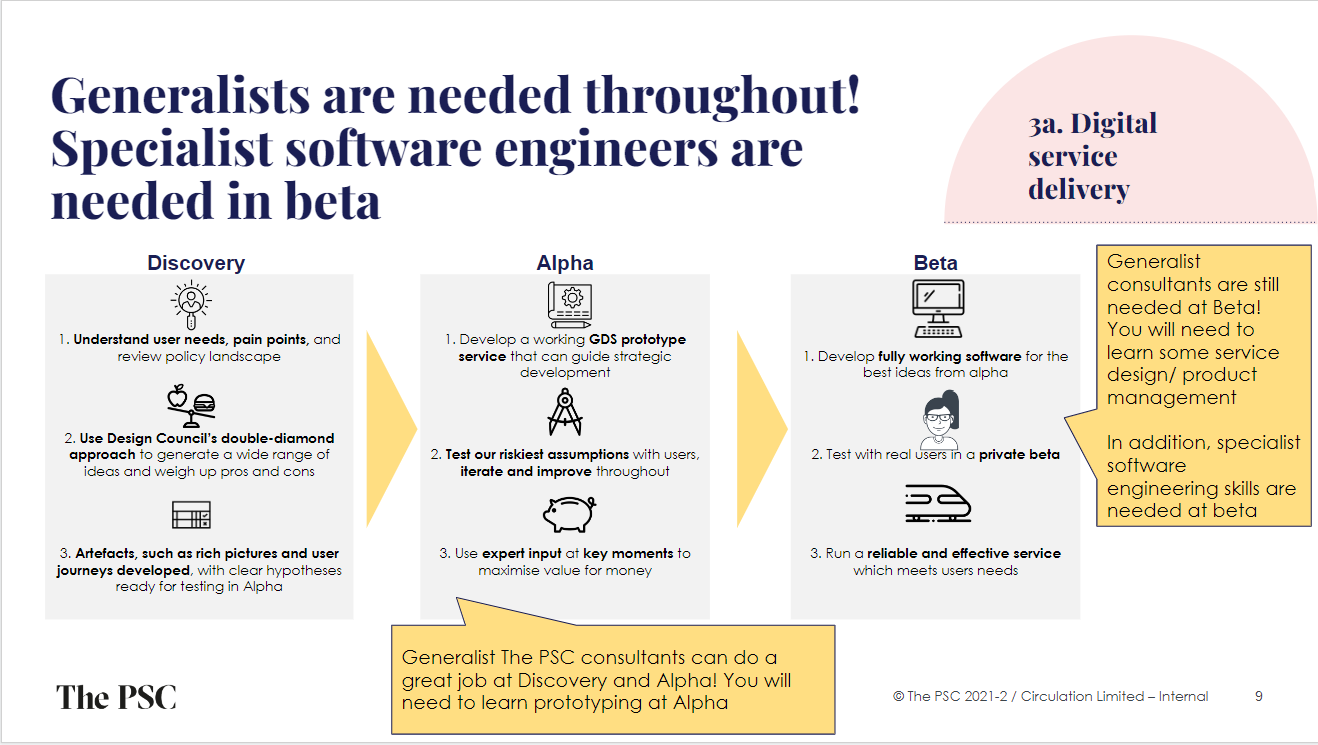 Generalists are needed throughout!
Specialist software engineers are
needed in beta
3a. Digital
service
delivery
Discovery
1. Understand user needs, pain points, and
review policy landscape
2. Use Design Council's double-diamond
approach to generate a wide range of
ideas and weigh up pros and cons
3. Artefacts, such as rich pictures and user
journeys developed, with clear hypotheses
ready for testing in Alpha
Alpha
1. Develop a working GDS prototype
service that can guide strategic
development
2. Test our riskiest assumptions with users,
iterate and improve throughout
3. Use expert input at key moments to
maximise value for money
Beta
1. Develop fully working software for the
best ideas from alpha
2. Test with real users in a private beta
3. Run a reliable and effective service
which meets users needs
Generalist
consultants are still
needed at Beta!
You will need to
learn some service
design/ product
management
In addition, specialist
software
engineering skills are
needed at beta
Generalist The PSC consultants can do a
great job at Discovery and Alpha! You will
need to learn prototyping at Alpha
The PSC
© The PSC 2021-2 / Circulation Limited – Internal
9